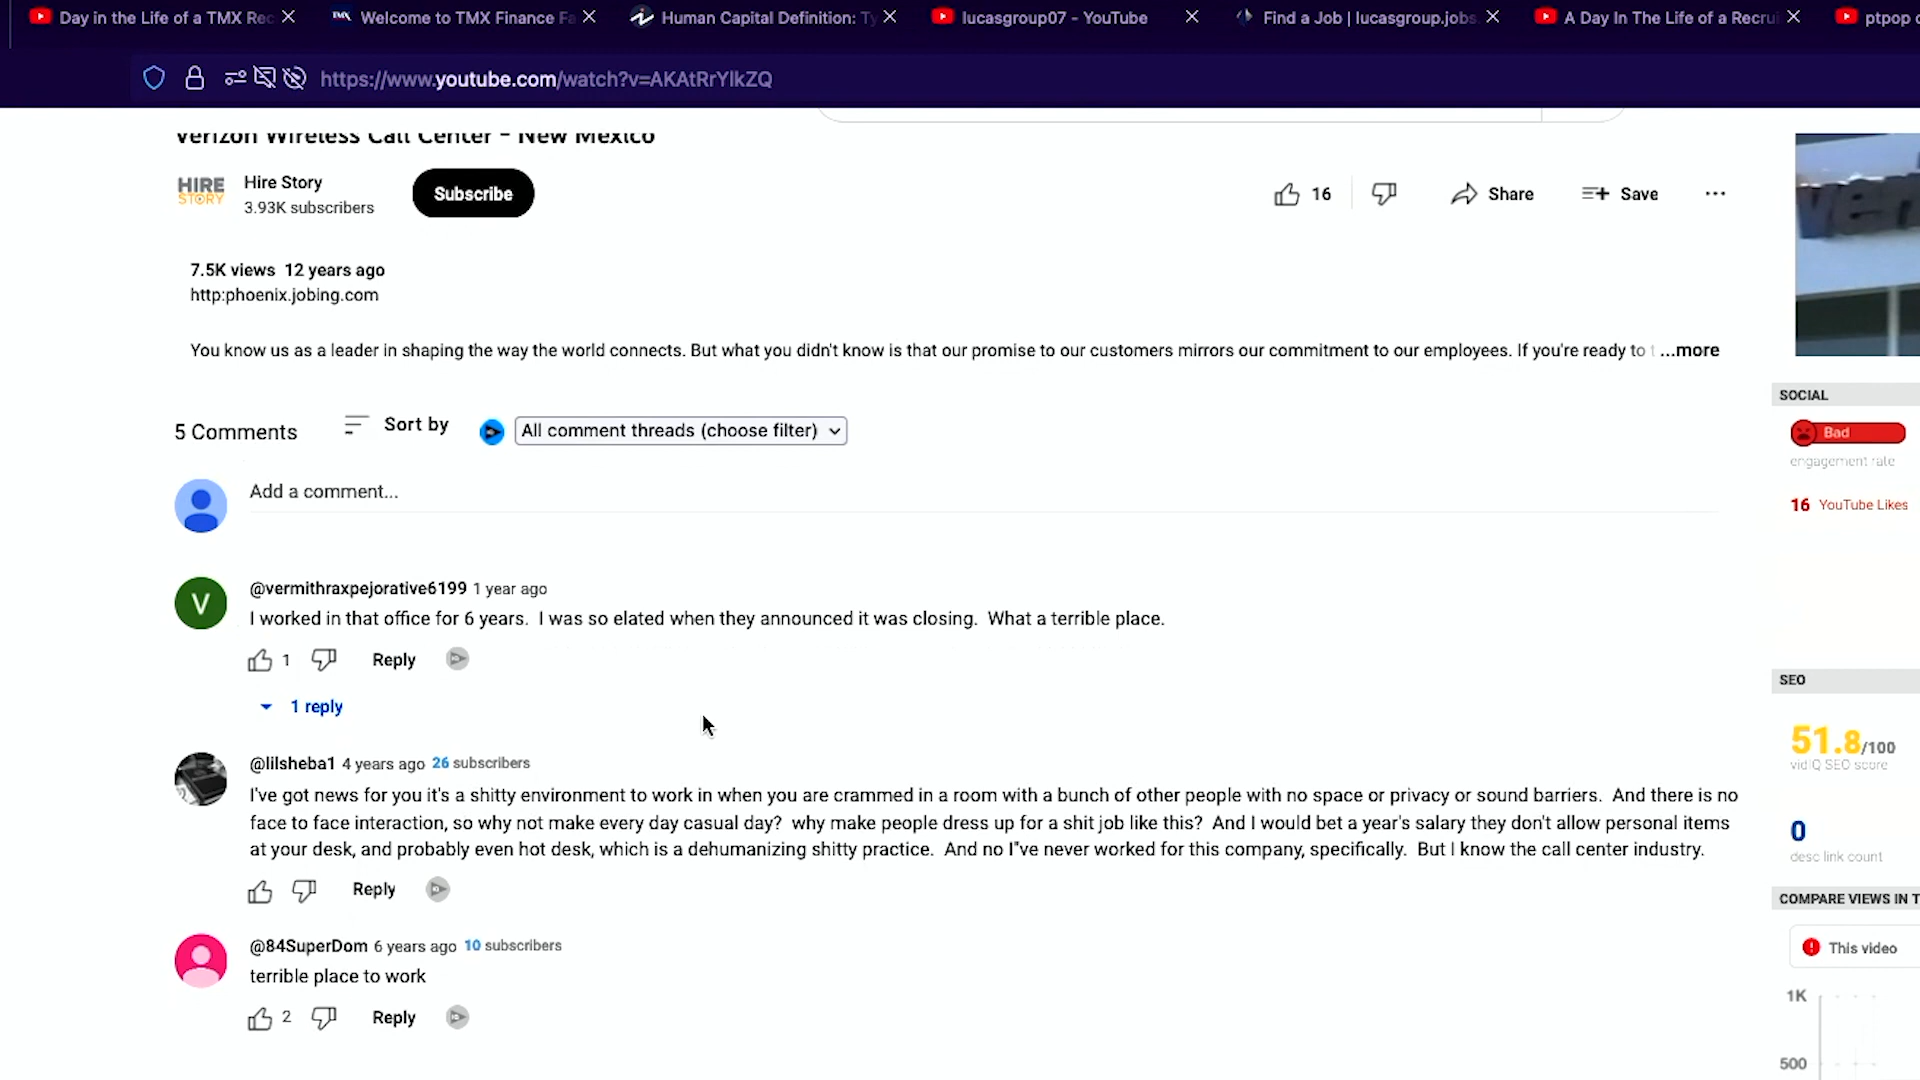 Day in the Life of a TMX Rec
TMX Welcome to TMX Finance Fa
Human Capital Definition: Ty
lucasgroup07 - YouTube
Find a Job | lucasgroup.jobs
A Day In The Life of a Recrui
ptpop
https://www.youtube.com/watch?v=AKAtRrYlkZQ
Verizon Wireless Call Center - New Mexico
HIRE STORY
Hire Story
3.93K subscribers
Subscribe
16
Share
Save
7.5K views 12 years ago
http:phoenix.jobing.com
You know us as a leader in shaping the way the world connects. But what you didn't know is that our promise to our customers mirrors our commitment to our employees. If you're ready to ...more
5 Comments
Sort by
All comment threads (choose filter)
Add a comment...
V
@vermithraxpejorative6199 1 year ago
I worked in that office for 6 years. I was so elated when they announced it was closing. What a terrible place.
1
Reply
1 reply
@lilsheba1 4 years ago 26 subscribers
I've got news for you it's a shitty environment to work in when you are crammed in a room with a bunch of other people with no space or privacy or sound barriers. And there is no
face to face interaction, so why not make every day casual day? why make people dress up for a shit job like this? And I would bet a year's salary they don't allow personal items
at your desk, and probably even hot desk, which is a dehumanizing shitty practice. And no I"ve never worked for this company, specifically. But I know the call center industry.
Reply
@84SuperDom 6 years ago 10 subscribers
terrible place to work
2
Reply
ver
SOCIAL
Bad
engagement rate
16 YouTube Likes
SEO
51.8/100
vidIQ SEO score
0
desc link count
COMPARE VIEWS IN T
This video
1K
500